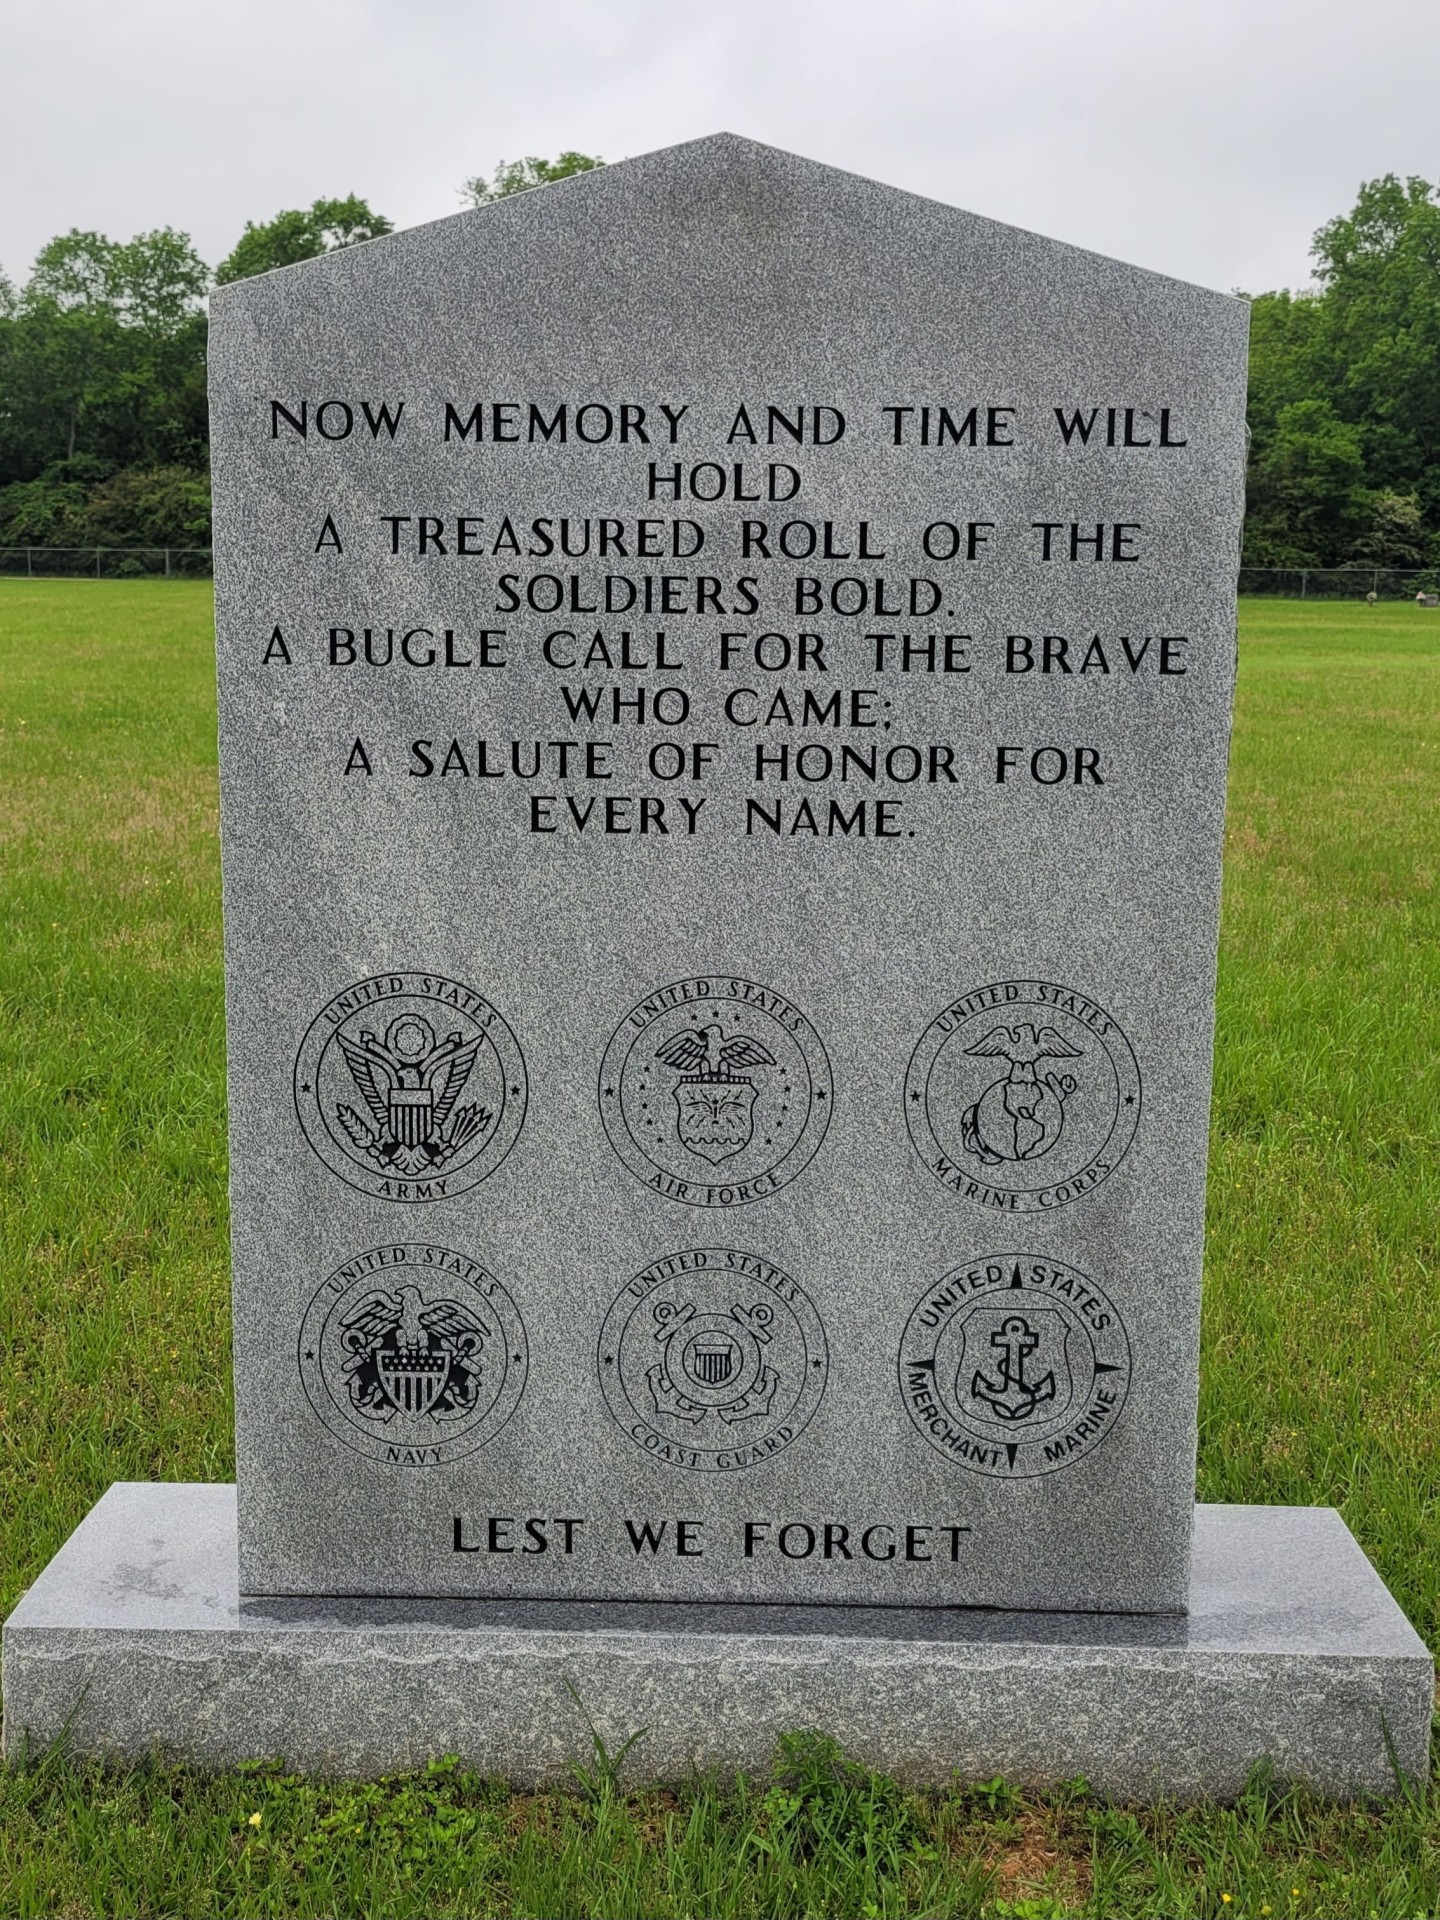 NOW MEMORY AND TIME WILL
HOLD
A TREASURED ROLL OF THE
SOLDIERS BOLD.
A BUGLE CALL FOR THE BRAVE
WHO CAME;
A SALUTE OF HONOR FOR
EVERY NAME.
UNITED STATES
ARMY
UNITED STATES
AIR FORCE
UNITED STATES
MARINE CORPS
UNITED STATES
NAVY
UNITED STATES
COAST GUARD
UNITED STATES
MERCHANT MARINE
LEST WE FORGET